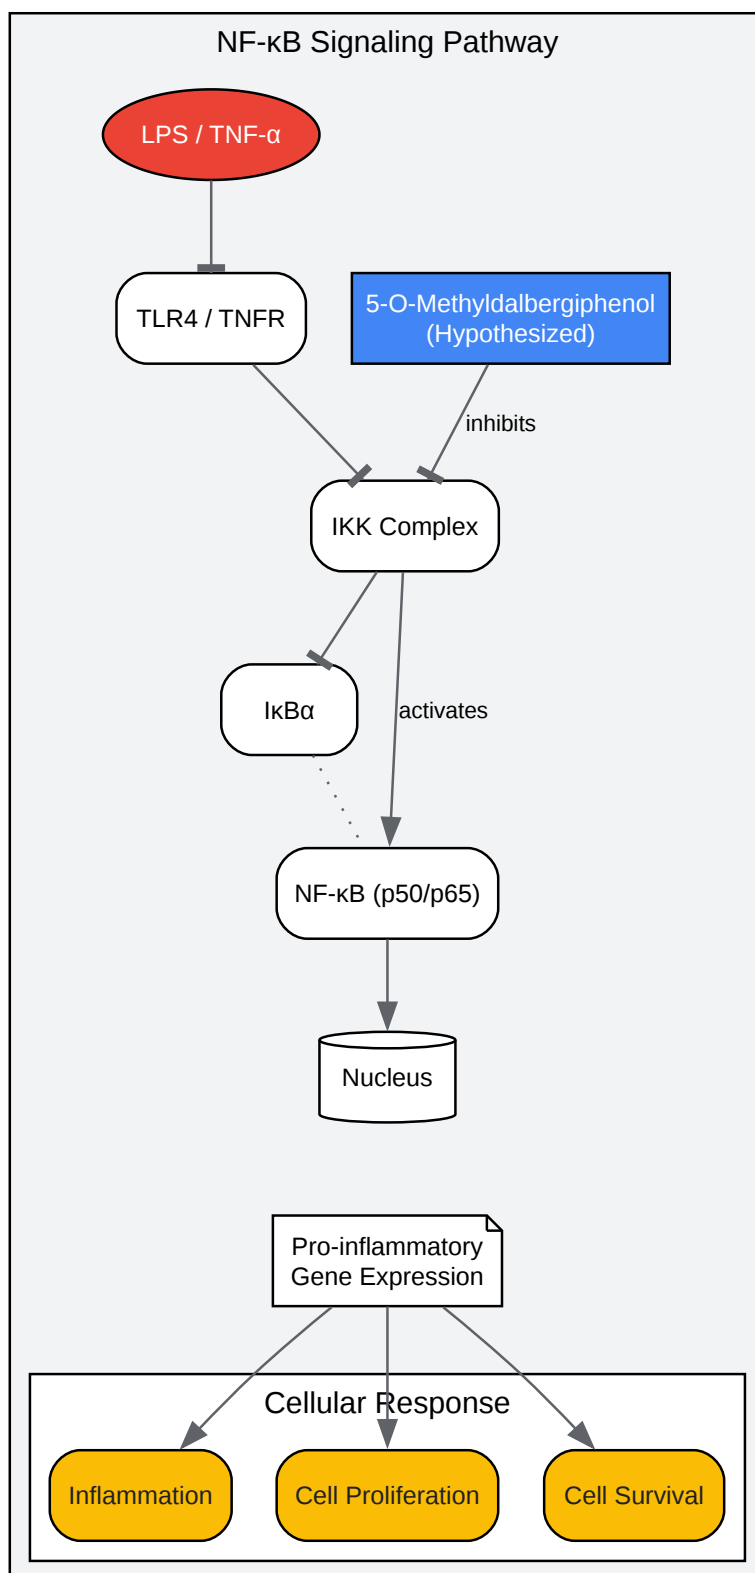 NF-κB Signaling Pathway
LPS / TNF-α
TLR4 / TNFR
5-O-Methyldalbergiphenol
(Hypothesized)
inhibits
IKK Complex
IκBα
activates
NF-κB (p50/p65)
Nucleus
Pro-inflammatory
Gene Expression
Cellular Response
Inflammation
Cell Proliferation
Cell Survival